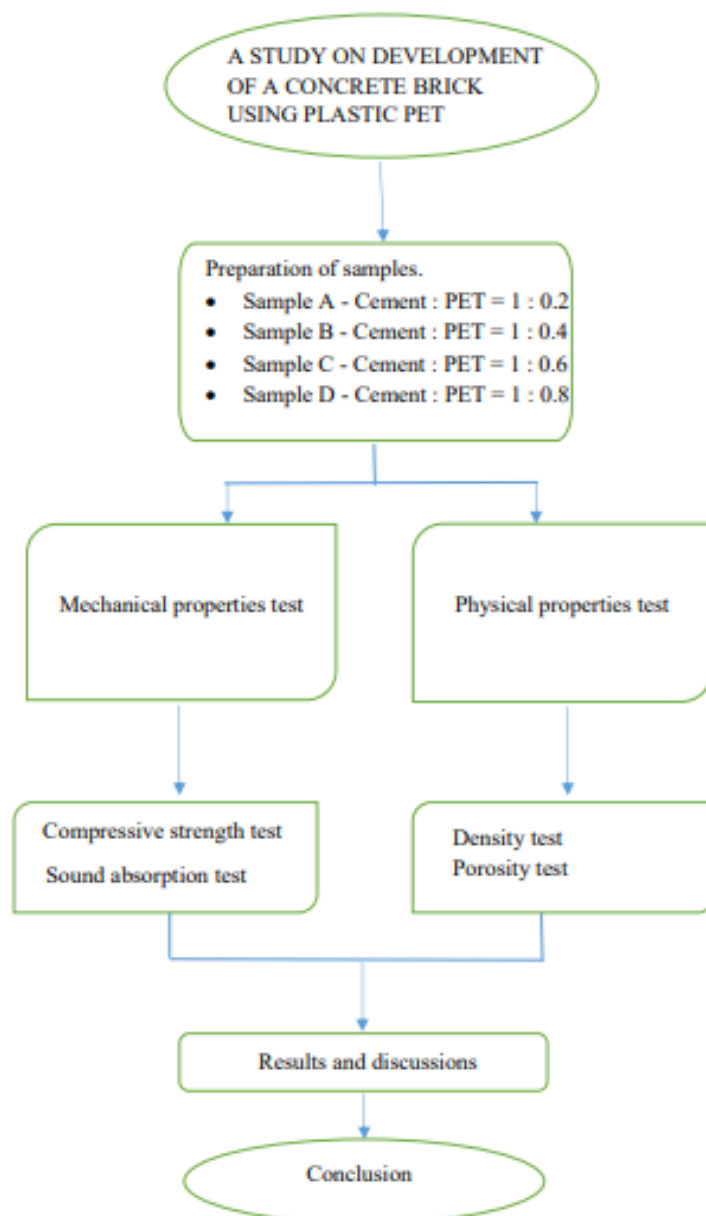 A STUDY ON DEVELOPMENT
OF A CONCRETE BRICK
USING PLASTIC PET
Preparation of samples.
• Sample A - Cement : PET = 1 : 0.2
• Sample B - Cement : PET = 1 : 0.4
• Sample C - Cement : PET = 1 : 0.6
• Sample D - Cement : PET = 1 : 0.8
Mechanical properties test
Physical properties test
Compressive strength test
Sound absorption test
Density test
Porosity test
Results and discussions
Conclusion